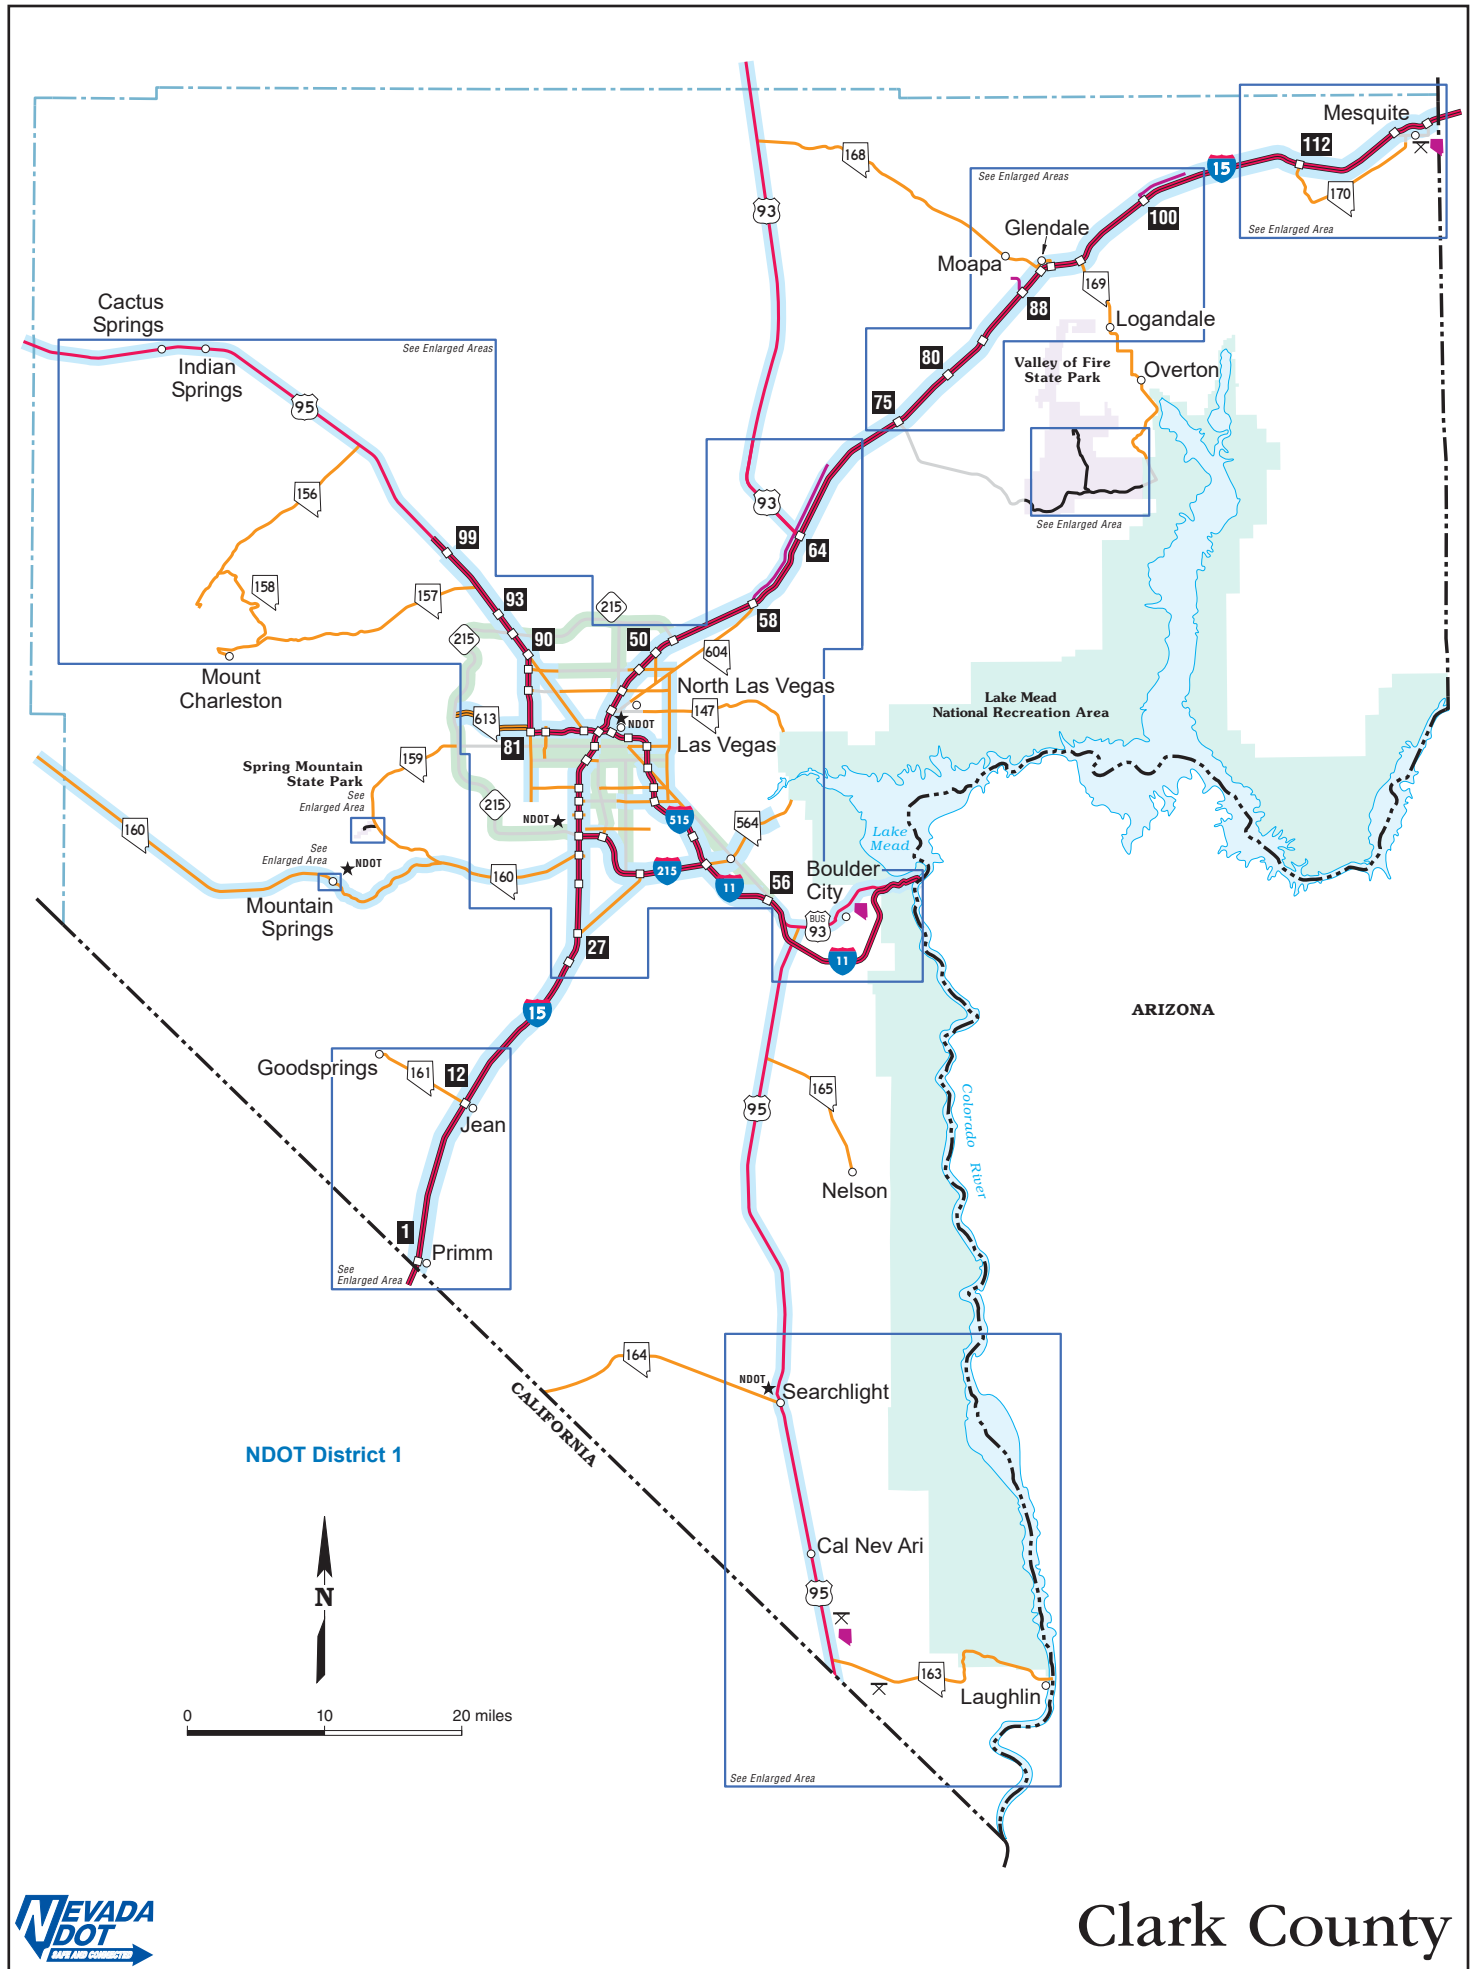 Mesquite
112
168
15
See Enlarged Areas
170
93
100
Glendale
See Enlarged Area
Moapa
169
88
Cactus
Springs
Logandale
See Enlarged Areas
Indian
Springs
80
Valley of Fire
State Park
Overton
95
75
156
93
See Enlarged Area
99
64
158
157
93
215
58
215
90
50
604
Mount
Charleston
North Las Vegas
Lake Mead
National Recreation Area
613
147
NDOT
81
Las Vegas
159
Spring Mountain
State Park
See
Enlarged Area
215
160
NDOT
515
564
Lake
Mead
See
Enlarged Area
NDOT
160
215
11
56
Boulder
City
Mountain
Springs
BUS
93
27
11
15
ARIZONA
Goodsprings
161
12
165
95
Jean
Colorado River
Nelson
1
Primm
See
Enlarged Area
164
NDOT
Searchlight
CALIFORNIA
NDOT District 1
Cal Nev Ari
95
N
163
Laughlin
0 10 20 miles
See Enlarged Area
NEVADA
DOT
SAFE AND CONNECTED
Clark County